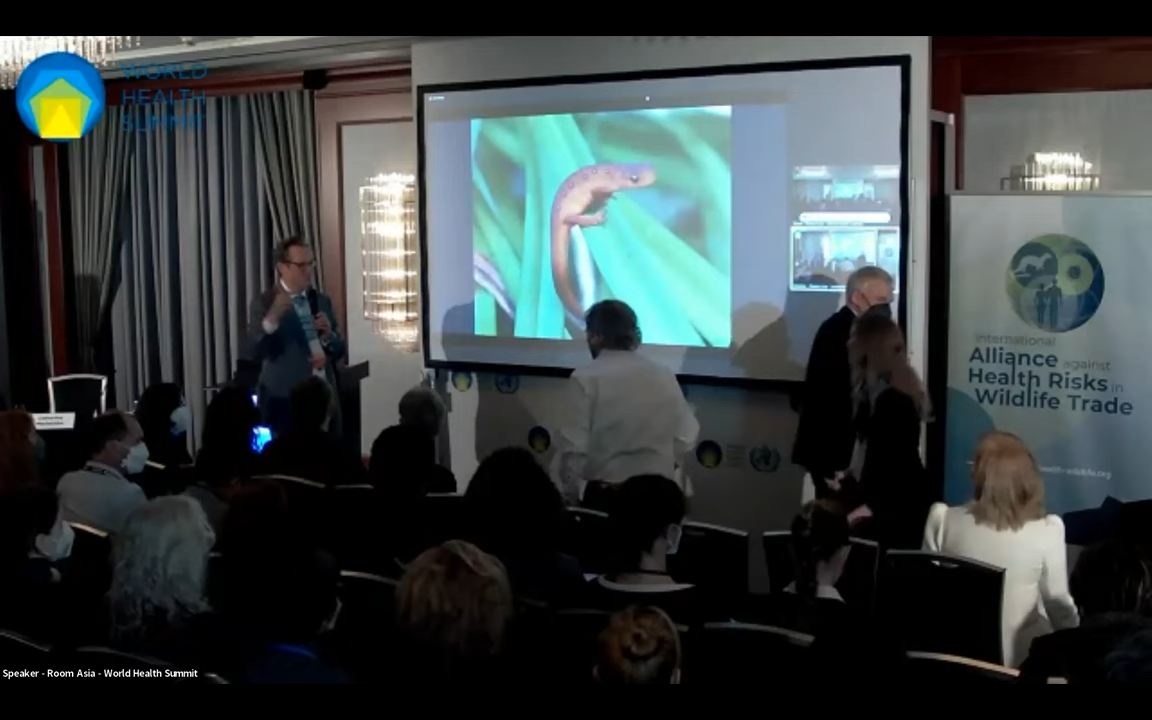 WORLD
HEALTH
SUMMIT
International
Alliance against
Health Risks in
Wildlife Trade
Speaker - Room Asia - World Health Summit